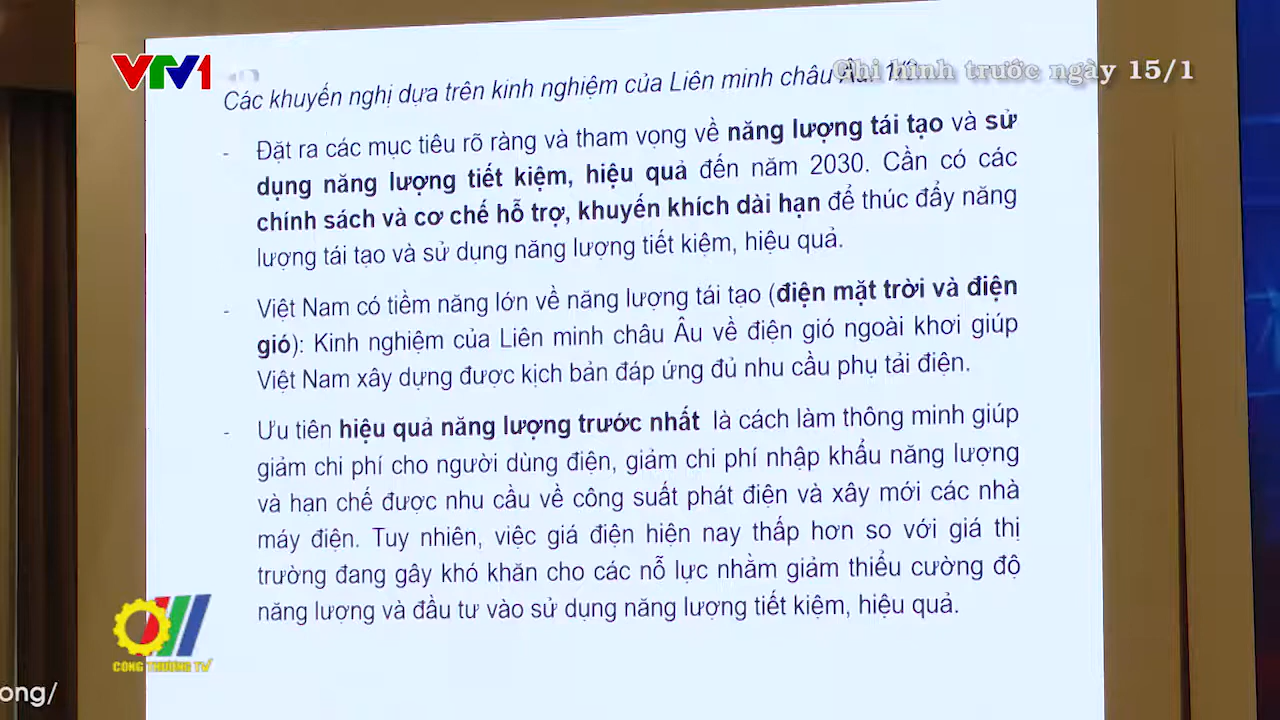 VTV1
Ghi hình trước ngày 15/1
Các khuyến nghị dựa trên kinh nghiệm của Liên minh châu Âu
- Đặt ra các mục tiêu rõ ràng và tham vọng về năng lượng tái tạo và sử
dụng năng lượng tiết kiệm, hiệu quả đến năm 2030. Cần có các
chính sách và cơ chế hỗ trợ, khuyến khích dài hạn để thúc đẩy năng
lượng tái tạo và sử dụng năng lượng tiết kiệm, hiệu quả.
- Việt Nam có tiềm năng lớn về năng lượng tái tạo (điện mặt trời và điện
gió): Kinh nghiệm của Liên minh châu Âu về điện gió ngoài khơi giúp
Việt Nam xây dựng được kịch bản đáp ứng đủ nhu cầu phụ tải điện.
- Ưu tiên hiệu quả năng lượng trước nhất là cách làm thông minh giúp
giảm chi phí cho người dùng điện, giảm chi phí nhập khẩu năng lượng
và hạn chế được nhu cầu về công suất phát điện và xây mới các nhà
máy điện. Tuy nhiên, việc giá điện hiện nay thấp hơn so với giá thị
trường đang gây khó khăn cho các nỗ lực nhằm giảm thiểu cường độ
năng lượng và đầu tư vào sử dụng năng lượng tiết kiệm, hiệu quả.
CÔNG THƯƠNG TV
ong/